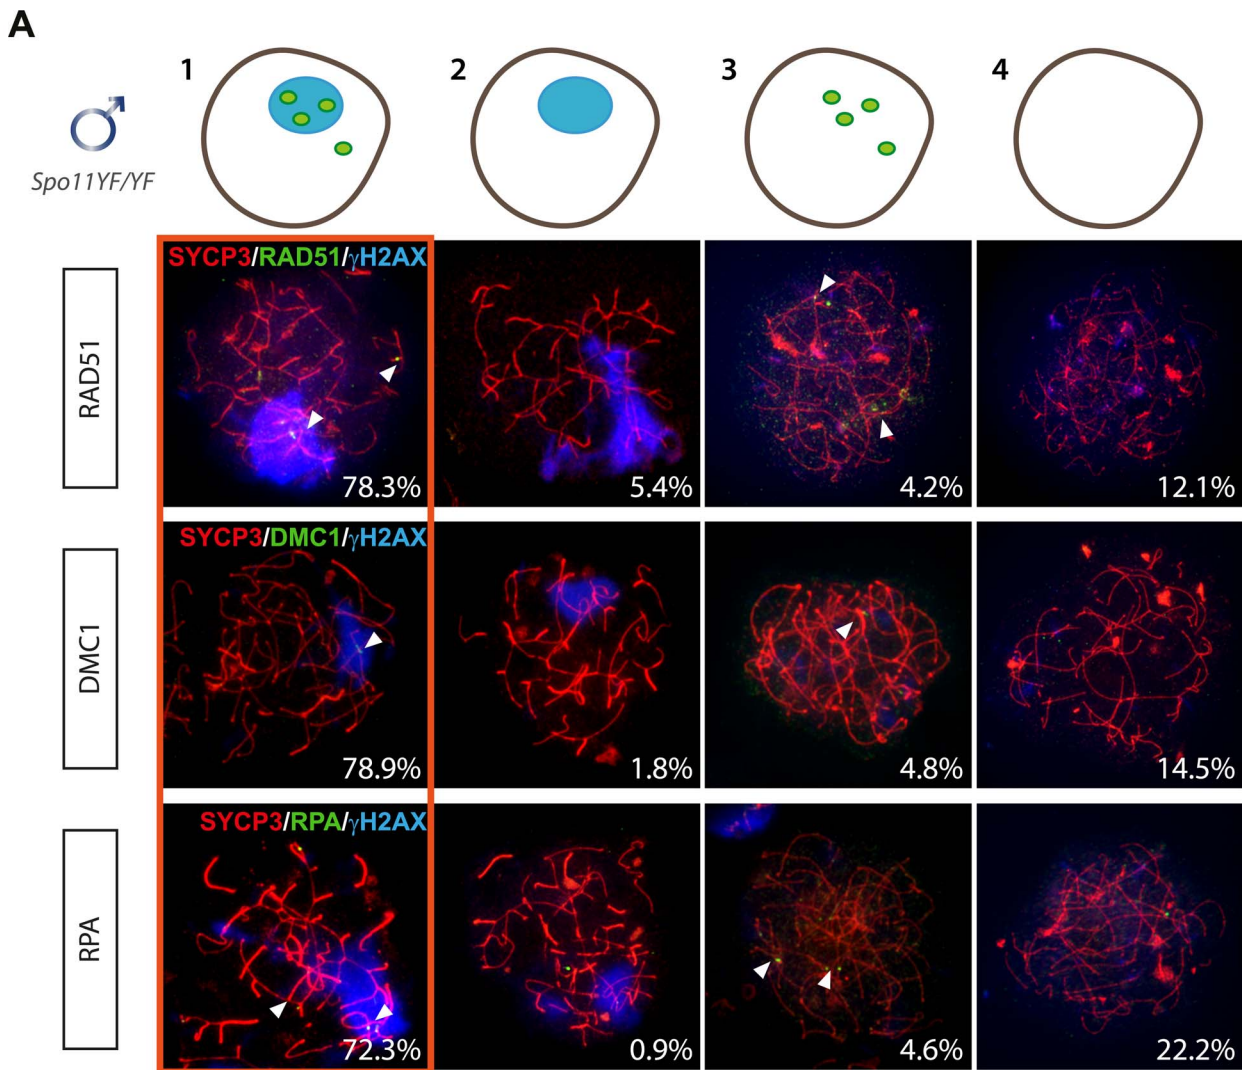 A
1 2 3 4
Spo11YF/YF
RAD51
SYCP3/RAD51/γH2AX
78.3% 5.4% 4.2% 12.1%
DMC1
SYCP3/DMC1/γH2AX
78.9% 1.8% 4.8% 14.5%
RPA
SYCP3/RPA/γH2AX
72.3% 0.9% 4.6% 22.2%